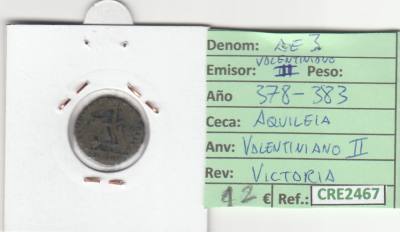 Denom: AE 3
Emisor: VALENTINIANO II Peso:
Año 378-383
Ceca: AQUILEIA
Anv: VALENTINIANO II
Rev: VICTORIA
12 € Ref.: CRE2467